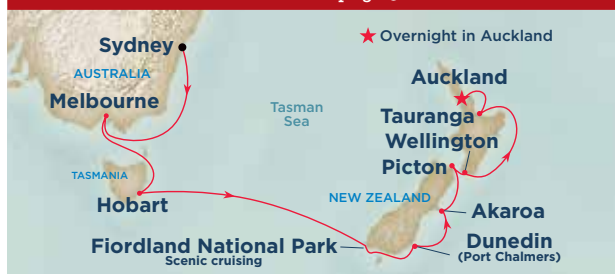 Sydney
★ Overnight in Auckland
AUSTRALIA
Auckland
Melbourne
Tasman
Sea
Tauranga
Wellington
Picton
TASMANIA
NEW ZEALAND
Hobart
Akaroa
Fiordland National Park
Scenic cruising
Dunedin
(Port Chalmers)